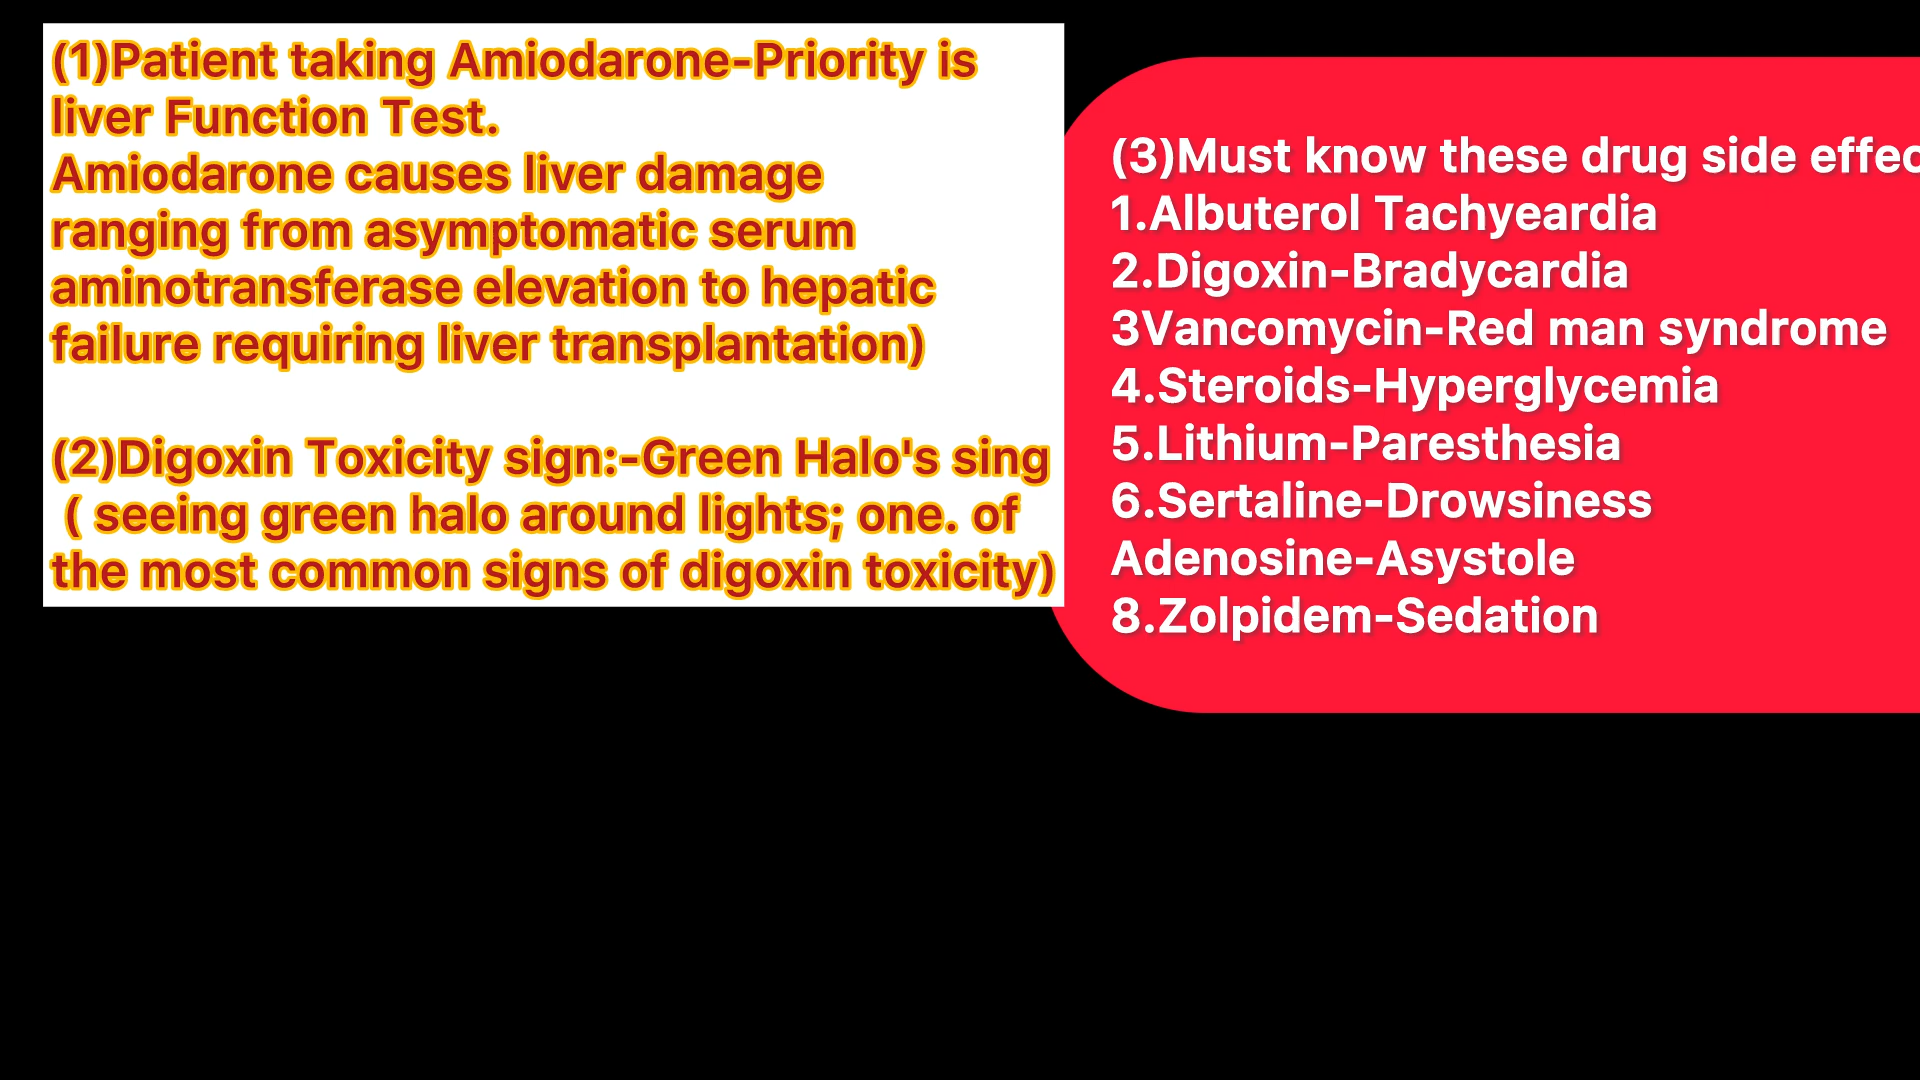 (1)Patient taking Amiodarone-Priority is
liver Function Test.
Amiodarone causes liver damage
ranging from asymptomatic serum
aminotransferase elevation to hepatic
failure requiring liver transplantation)
(2)Digoxin Toxicity sign:-Green Halo's sing
( seeing green halo around lights; one. of
the most common signs of digoxin toxicity)
(3)Must know these drug side effec
1.Albuterol Tachyeardia
2.Digoxin-Bradycardia
3Vancomycin-Red man syndrome
4.Steroids-Hyperglycemia
5.Lithium-Paresthesia
6.Sertaline-Drowsiness
Adenosine-Asystole
8.Zolpidem-Sedation